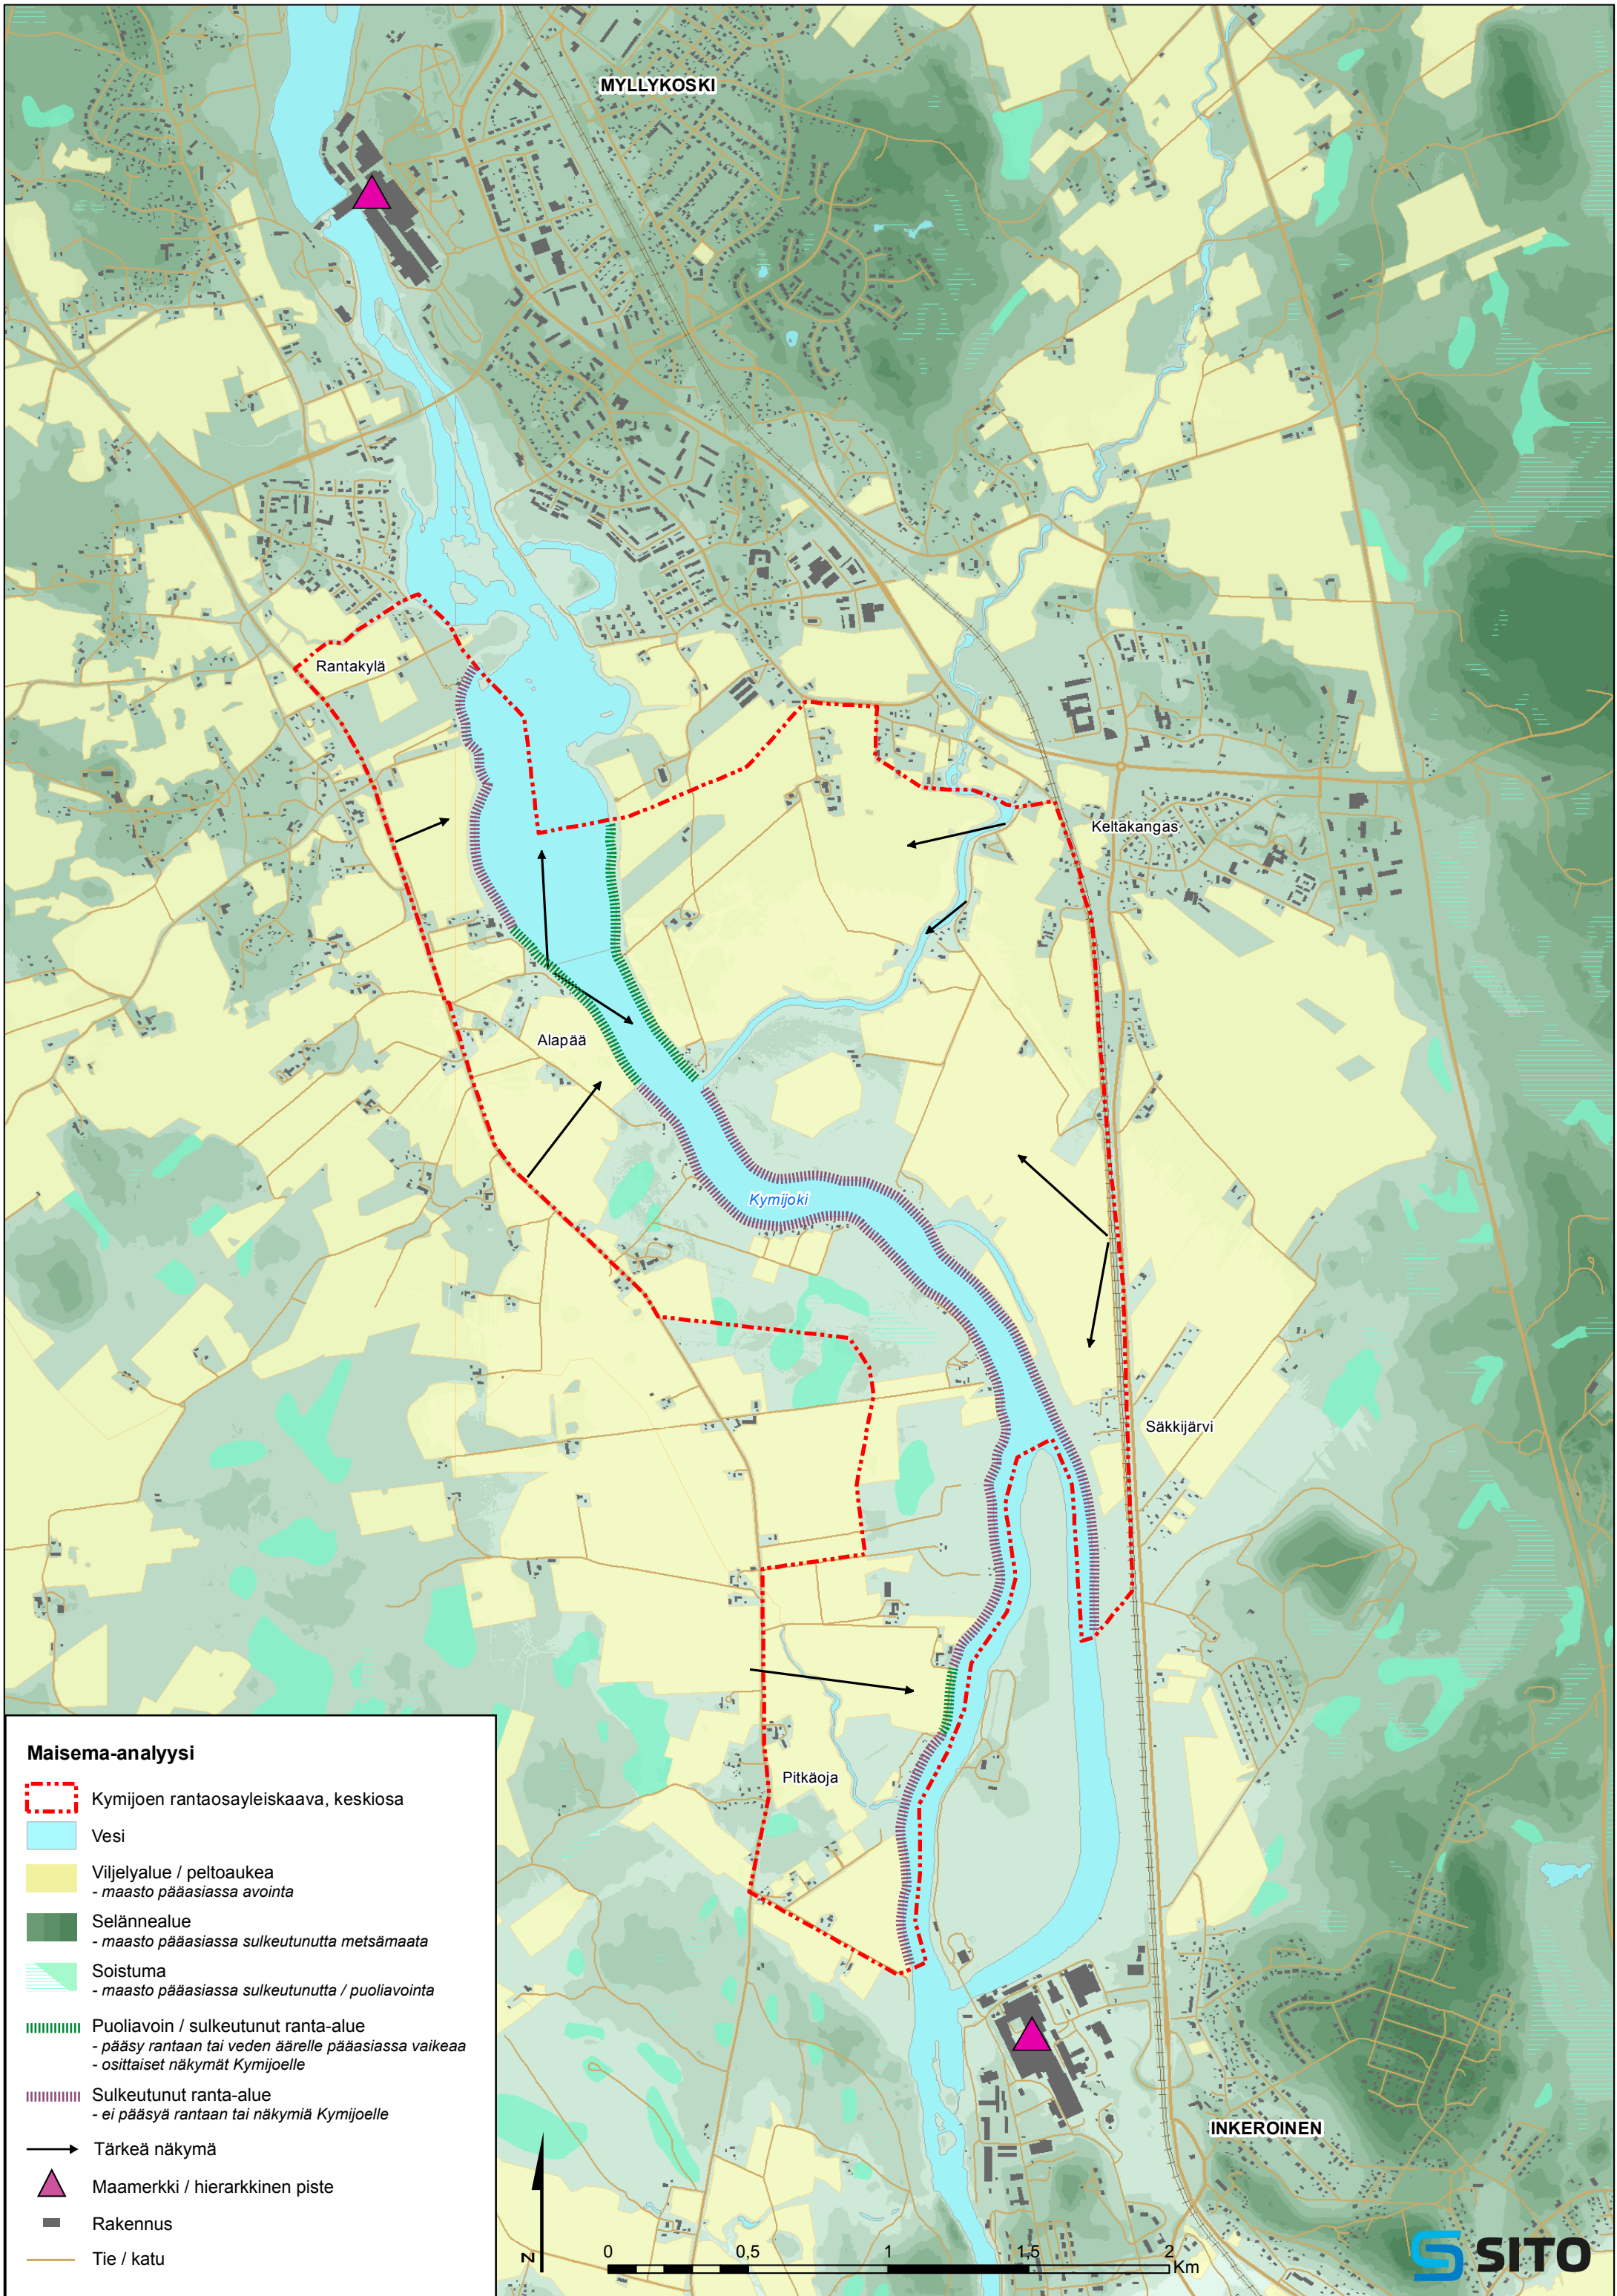 MYLLYKOSKI
Rantakylä
Keltakangas
Alapää
Kymijoki
Säkkijärvi
Pitkäoja
INKEROINEN
Maisema-analyysi
Kymijoen rantaosayleiskaava, keskiosa
Vesi
Viljelyalue / peltoaukea
- maasto pääasiassa avointa
Selännealue
- maasto pääasiassa sulkeutunutta metsämaata
Soistuma
- maasto pääasiassa sulkeutunutta / puoliavointa
Puoliavoin / sulkeutunut ranta-alue
- pääsy rantaan tai veden äärelle pääasiassa vaikeaa
- osittaiset näkymät Kymijoelle
Sulkeutunut ranta-alue
- ei pääsyä rantaan tai näkymiä Kymijoelle
Tärkeä näkymä
Maamerkki / hierarkkinen piste
Rakennus
Tie / katu
N
0 0,5 1 1,5 2
Km
SITO